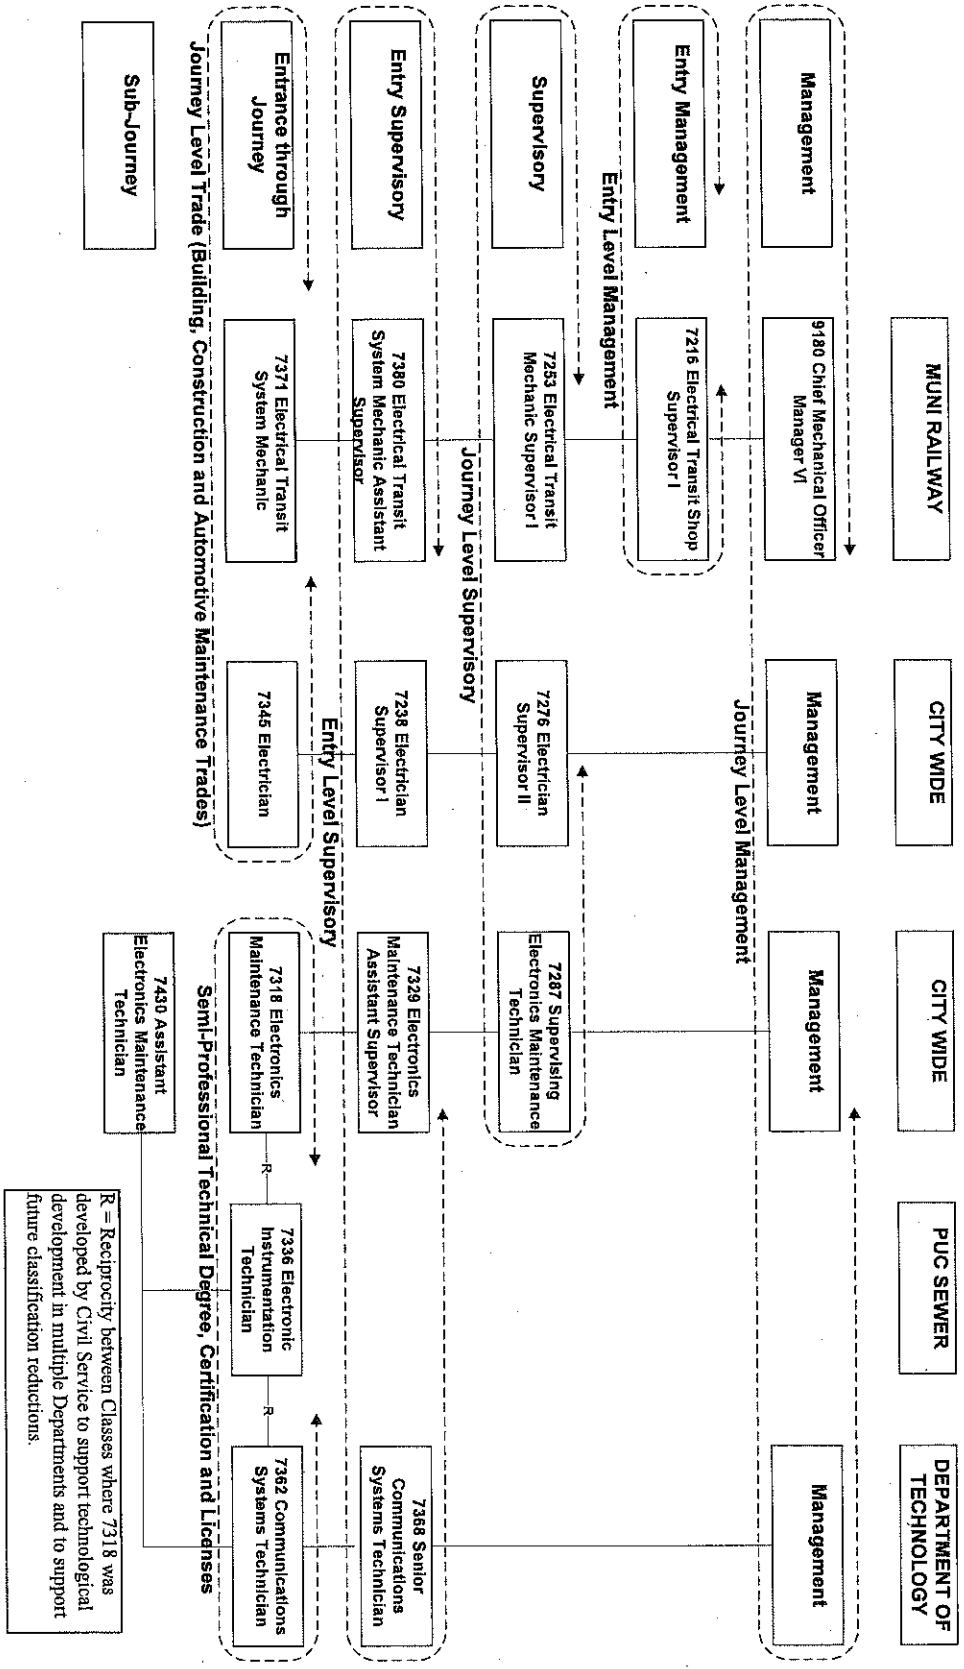 MUNI RAILWAY
CITY WIDE
CITY WIDE
PUC SEWER
DEPARTMENT OF
TECHNOLOGY
Management
9180 Chief Mechanical Officer
Manager VI
Management
Management
Management
Journey Level Management
Entry Management
7216 Electrical Transit Shop
Supervisor I
Entry Level Management
Supervisory
7253 Electrical Transit
Mechanic Supervisor I
7276 Electrician
Supervisor II
7287 Supervising
Electronics Maintenance
Technician
Journey Level Supervisory
Entry Supervisory
7380 Electrical Transit
System Mechanic Assistant
Supervisor
7238 Electrician
Supervisor I
7329 Electronics
Maintenance Technician
Assistant Supervisor
7368 Senior
Communications
Systems Technician
Entry Level Supervisory
Entrance through
Journey
7371 Electrical Transit
System Mechanic
7345 Electrician
7318 Electronics
Maintenance Technician
R
7336 Electronic
Instrumentation
Technician
R
7362 Communications
Systems Technician
Journey Level Trade (Building, Construction and Automotive Maintenance Trades)
Semi-Professional Technical Degree, Certification and Licenses
Sub-Journey
7430 Assistant
Electronics Maintenance
Technician
R = Reciprocity between Classes where 7318 was
developed by Civil Service to support technological
development in multiple Departments and to support
future classification reductions.